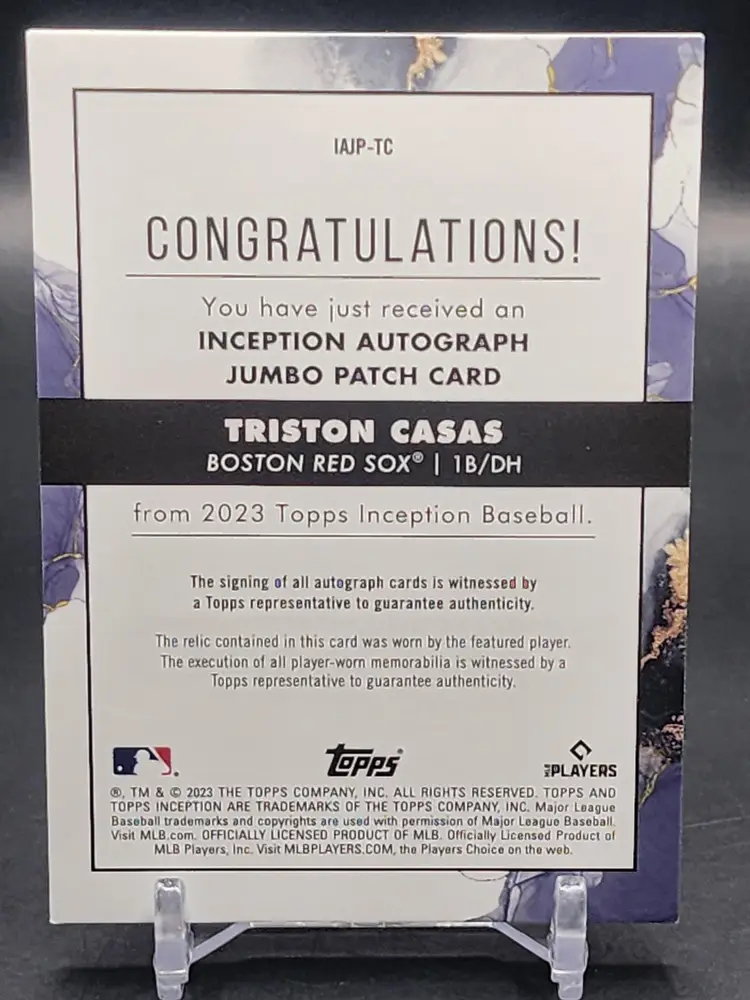 IAJP-TC
CONGRATULATIONS!
You have just received an
INCEPTION AUTOGRAPH
JUMBO PATCH CARD
TRISTON CASAS
BOSTON RED SOX® | 1B/DH
from 2023 Topps Inception Baseball.
The signing of all autograph cards is witnessed by
a Topps representative to guarantee authenticity.
The relic contained in this card was worn by the featured player.
The execution of all player-worn memorabilia is witnessed by a
Topps representative to guarantee authenticity.
Topps®
MLB PLAYERS
®, TM & © 2023 THE TOPPS COMPANY, INC. ALL RIGHTS RESERVED. TOPPS AND
TOPPS INCEPTION ARE TRADEMARKS OF THE TOPPS COMPANY, INC. Major League
Baseball trademarks and copyrights are used with permission of Major League Baseball.
Visit MLB.com. OFFICIALLY LICENSED PRODUCT OF MLB. Officially Licensed Product of
MLB Players, Inc. Visit MLBPLAYERS.COM, the Players Choice on the web.